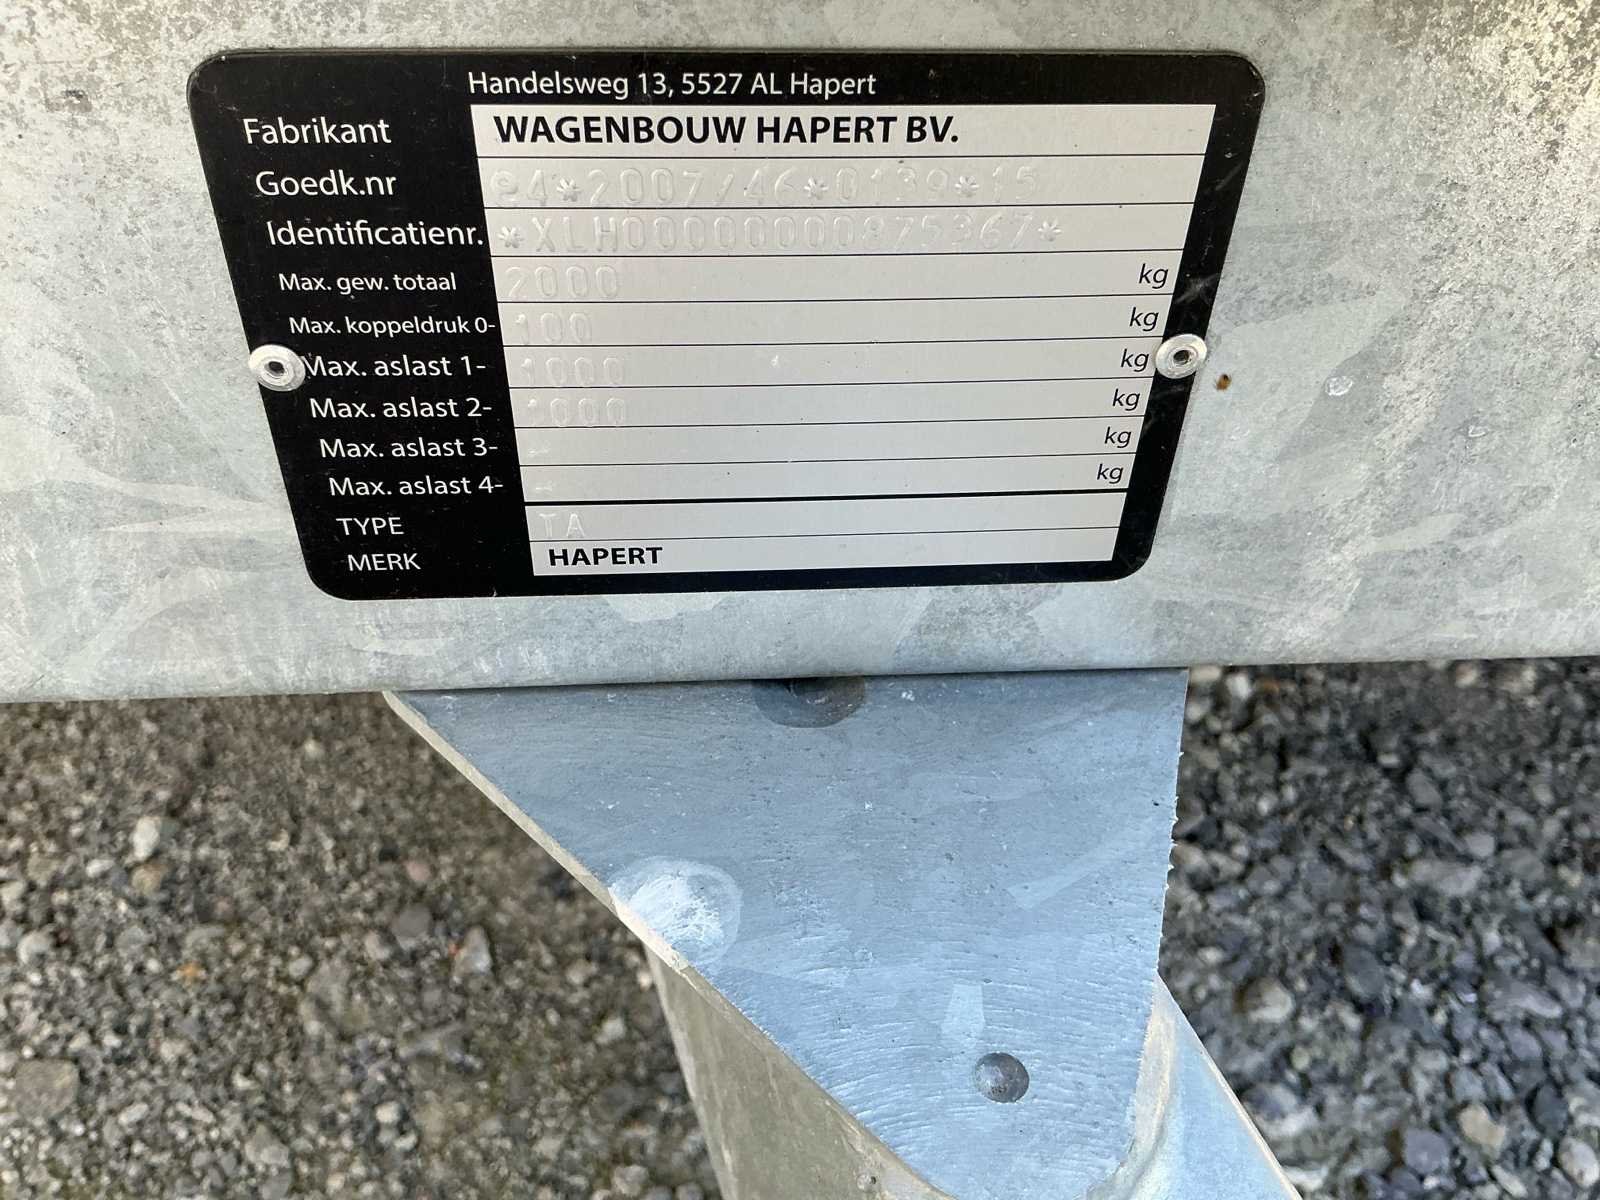 Handelsweg 13, 5527 AL Hapert
Fabrikant WAGENBOUW HAPERT BV.
Goedk.nr e4*2007/46*0139*15
Identificatienr. *XLH00000000875367*
Max. gew. totaal 2000 kg
Max. koppeldruk 0- 100 kg
Max. aslast 1- 1000 kg
Max. aslast 2- 1000 kg
Max. aslast 3- - kg
Max. aslast 4- - kg
TYPE TA
MERK HAPERT